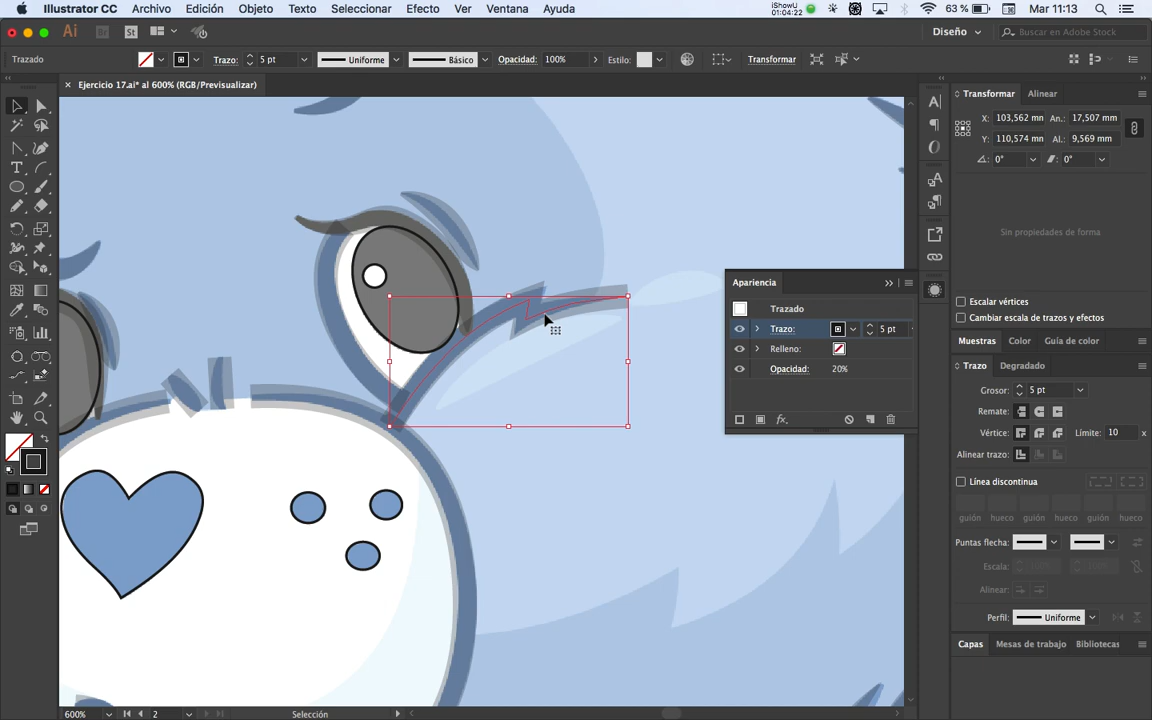 Illustrator CC Archivo Edición Objeto Texto Seleccionar Efecto Ver Ventana Ayuda
iShowU
01:04:22
63 %
Mar 11:13
Ai
Br
St
Diseño
Buscar en Adobe Stock
Trazado
Trazo: 5 pt
Uniforme
Básico
Opacidad: 100%
Estilo:
Transformar
× Ejercicio 17.ai* al 600% (RGB/Previsualizar)
Transformar Alinear
X: 103,562 mm An.: 17,507 mm
Y: 110,574 mm Al.: 9,569 mm
0° 0°
Sin propiedades de forma
Escalar vértices
Cambiar escala de trazos y efectos
Muestras Color Guía de color
Trazo Degradado
Grosor: 5 pt
Remate:
Vértice: Límite: 10 x
Alinear trazo:
Línea discontinua
guión hueco guión hueco guión hueco
Puntas flecha:
Escala: 100% 100%
Alinear:
Perfil: Uniforme
Capas Mesas de trabajo Bibliotecas
Apariencia
Trazado
Trazo: 5 pt
Relleno:
Opacidad: 20%
fx
600% 2 Selección